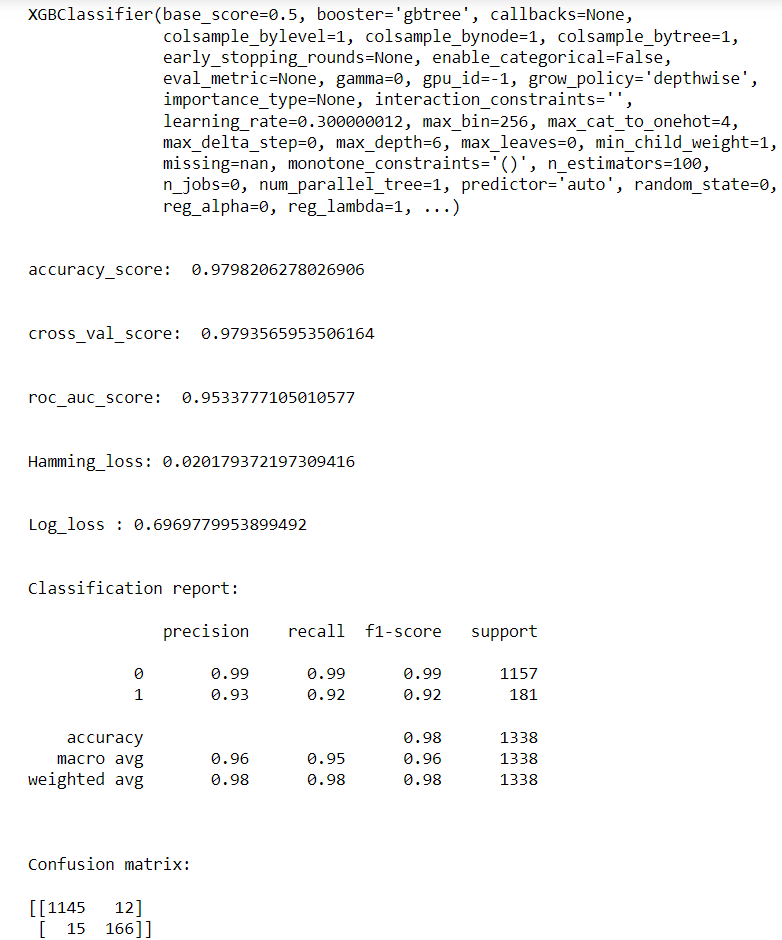 XGBClassifier(base_score=0.5, booster='gbtree', callbacks=None,
              colsample_bylevel=1, colsample_bynode=1, colsample_bytree=1,
              early_stopping_rounds=None, enable_categorical=False,
              eval_metric=None, gamma=0, gpu_id=-1, grow_policy='depthwise',
              importance_type=None, interaction_constraints='',
              learning_rate=0.300000012, max_bin=256, max_cat_to_onehot=4,
              max_delta_step=0, max_depth=6, max_leaves=0, min_child_weight=1,
              missing=nan, monotone_constraints='()', n_estimators=100,
              n_jobs=0, num_parallel_tree=1, predictor='auto', random_state=0,
              reg_alpha=0, reg_lambda=1, ...)
accuracy_score:  0.9798206278026906
cross_val_score:  0.9793565953506164
roc_auc_score:  0.9533777105010577
Hamming_loss: 0.020179372197309416
Log_loss : 0.6969779953899492
Classification report:
              precision    recall  f1-score   support
           0       0.99      0.99      0.99      1157
           1       0.93      0.92      0.92       181
    accuracy                           0.98      1338
   macro avg       0.96      0.95      0.96      1338
weighted avg       0.98      0.98      0.98      1338
Confusion matrix:
[[1145   12]
 [  15  166]]